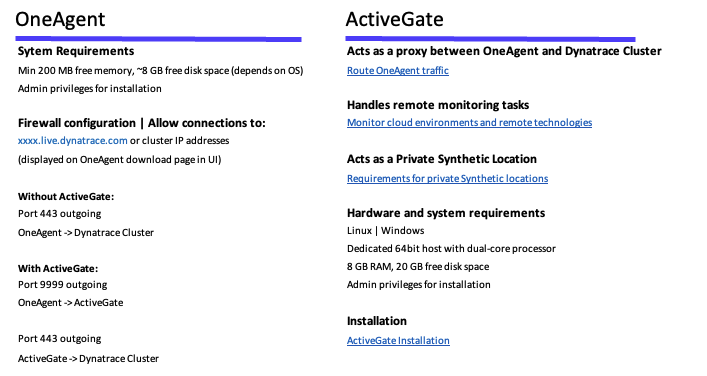 OneAgent
Sytem Requirements
Min 200 MB free memory, ~8 GB free disk space (depends on OS)
Admin privileges for installation
Firewall configuration | Allow connections to:
xxxx.live.dynatrace.com or cluster IP addresses
(displayed on OneAgent download page in UI)
Without ActiveGate:
Port 443 outgoing
OneAgent -> Dynatrace Cluster
With ActiveGate:
Port 9999 outgoing
OneAgent -> ActiveGate
Port 443 outgoing
ActiveGate -> Dynatrace Cluster
ActiveGate
Acts as a proxy between OneAgent and Dynatrace Cluster
Route OneAgent traffic
Handles remote monitoring tasks
Monitor cloud environments and remote technologies
Acts as a Private Synthetic Location
Requirements for private Synthetic locations
Hardware and system requirements
Linux | Windows
Dedicated 64bit host with dual-core processor
8 GB RAM, 20 GB free disk space
Admin privileges for installation
Installation
ActiveGate Installation